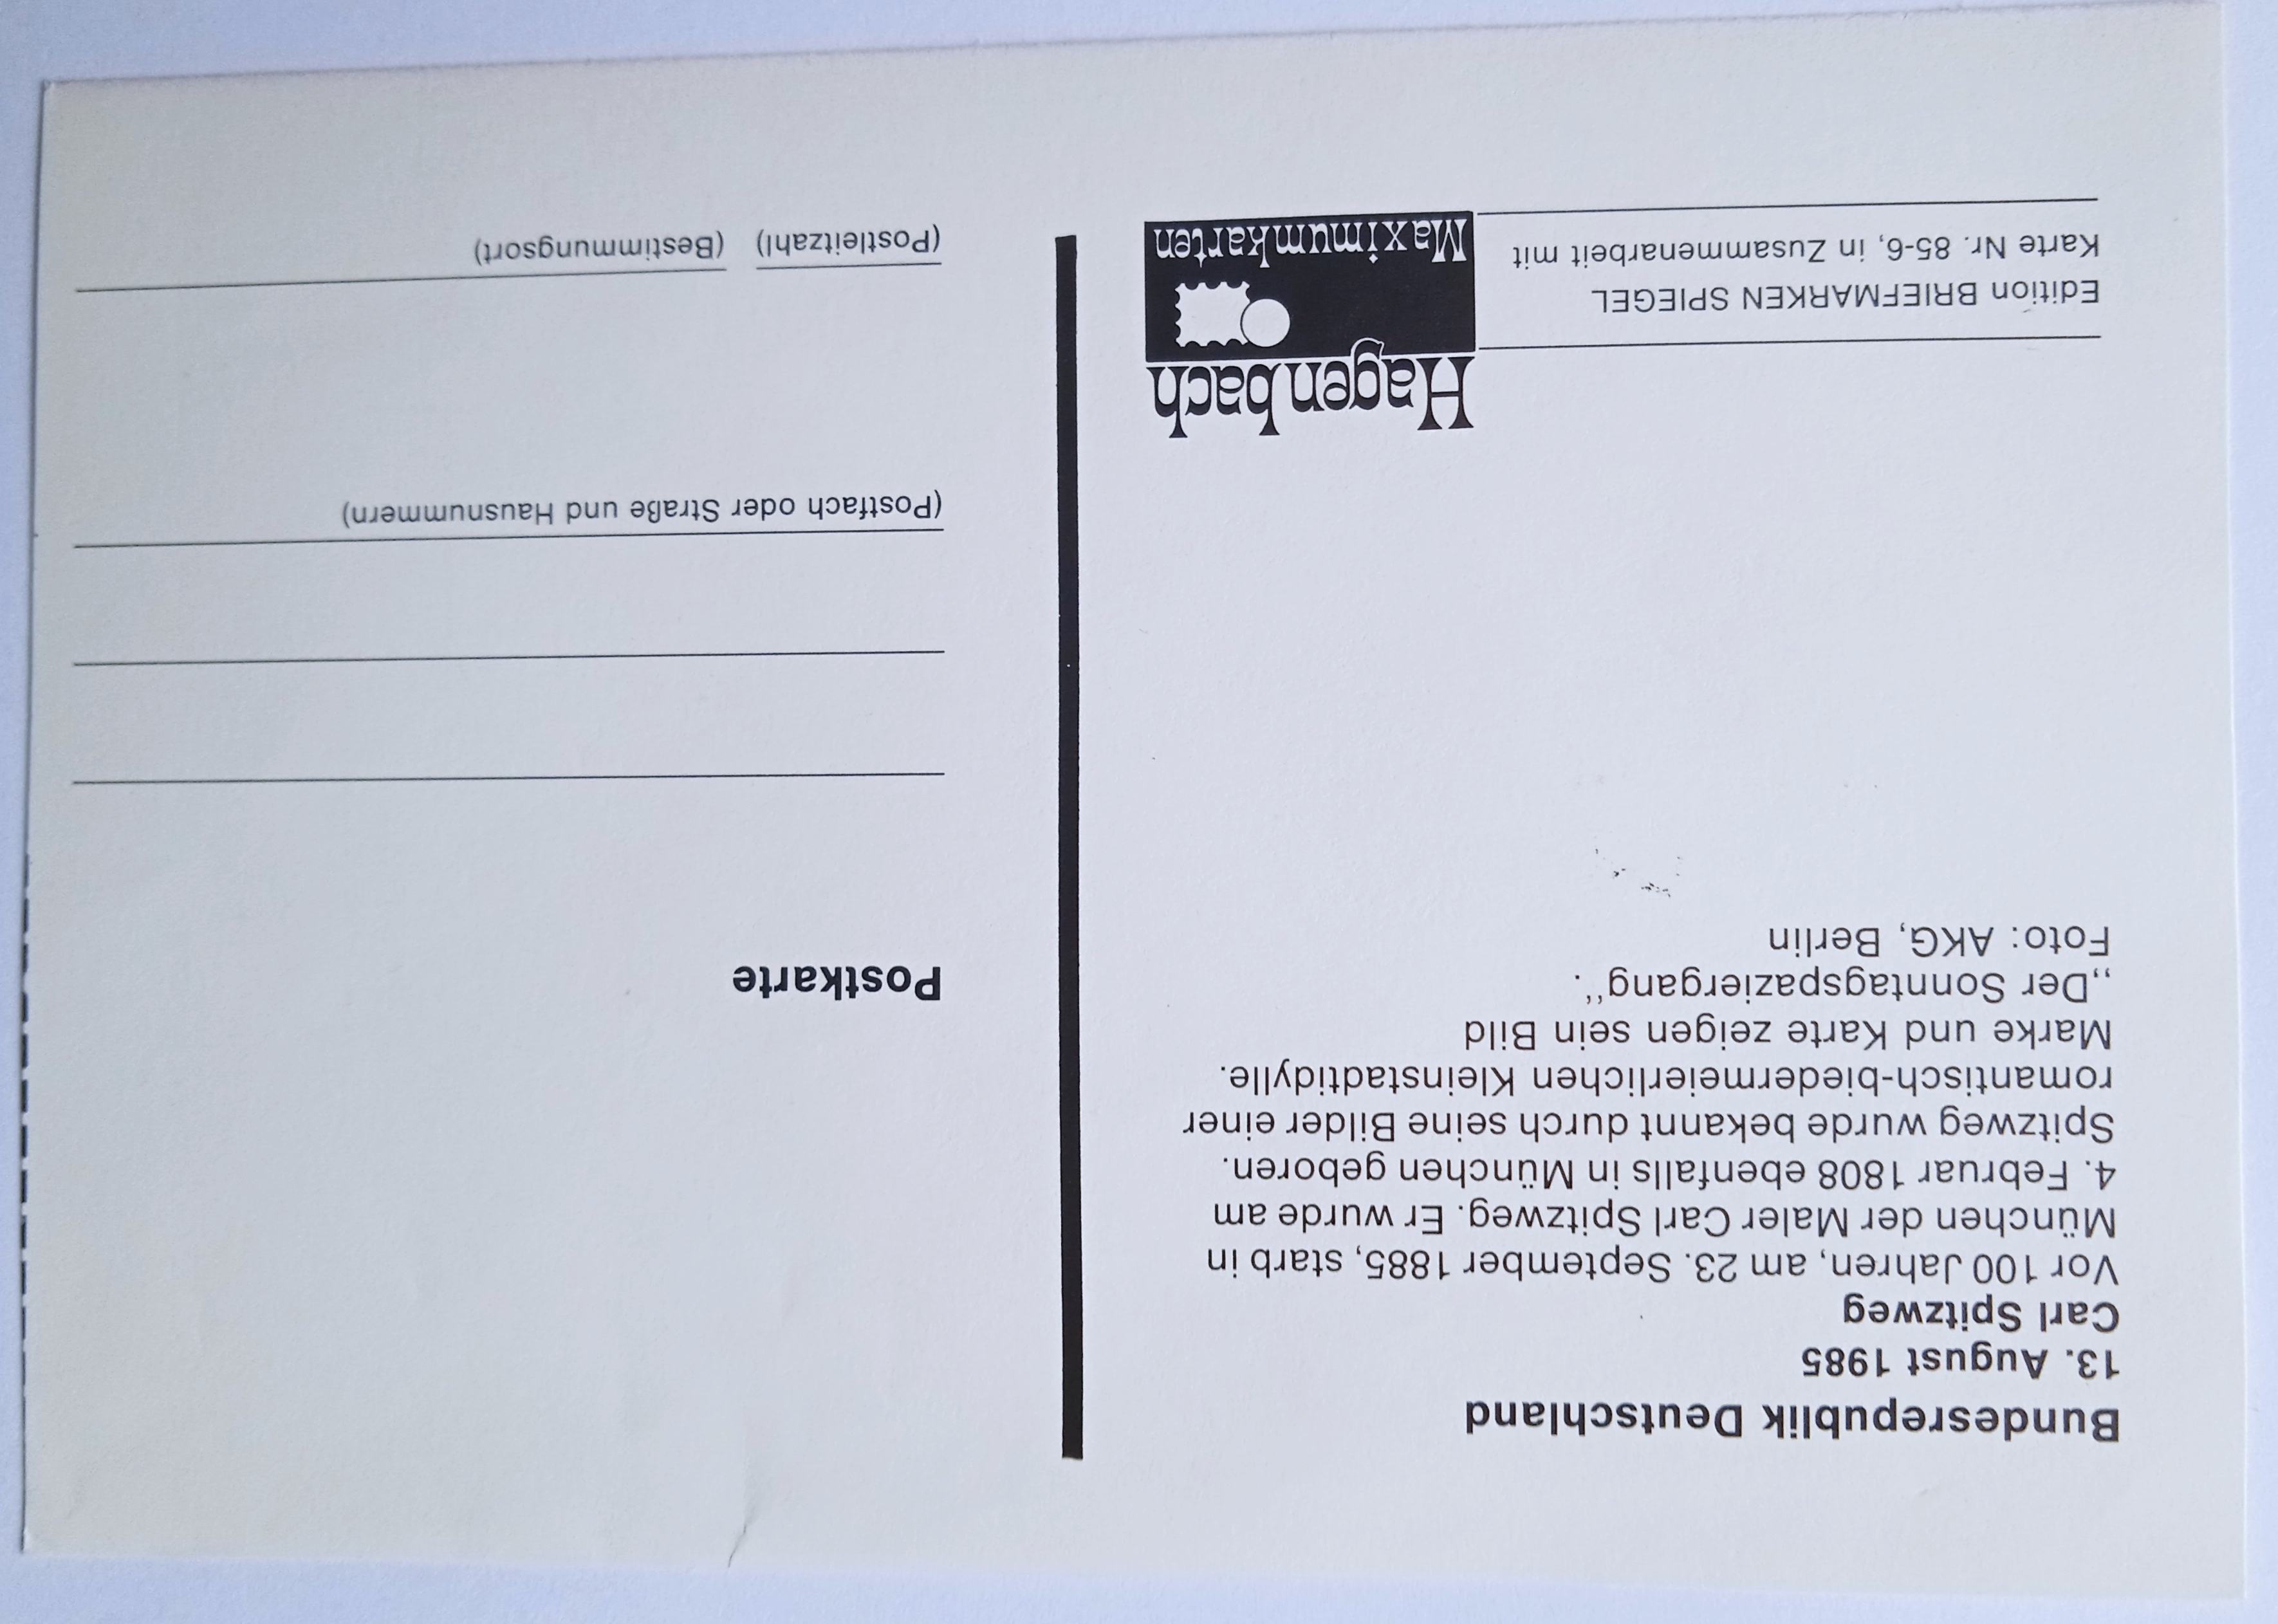 Bundesrepublik Deutschland
13. August 1985
Carl Spitzweg
Vor 100 Jahren, am 23. September 1885, starb in
München der Maler Carl Spitzweg. Er wurde am
4. Februar 1808 ebenfalls in München geboren.
Spitzweg wurde bekannt durch seine Bilder einer
romantisch-biedermeierlichen Kleinstadtidylle.
Marke und Karte zeigen sein Bild
,,Der Sonntagspaziergang‘‘.
Foto: AKG, Berlin
Edition BRIEFMARKEN SPIEGEL
Karte Nr. 85-6, in Zusammenarbeit mit
Hagenbach
Maximumkarten
Postkarte
(Postfach oder Straße und Hausnummern)
(Postleitzahl) (Bestimmungsort)